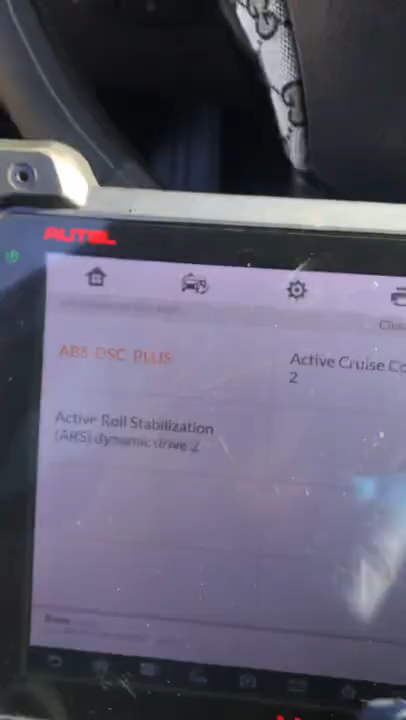 AUTEL
ABS DSC PLUS
Active Cruise Co
2
Active Roll Stabilization
(ARS) dynamic drive 2